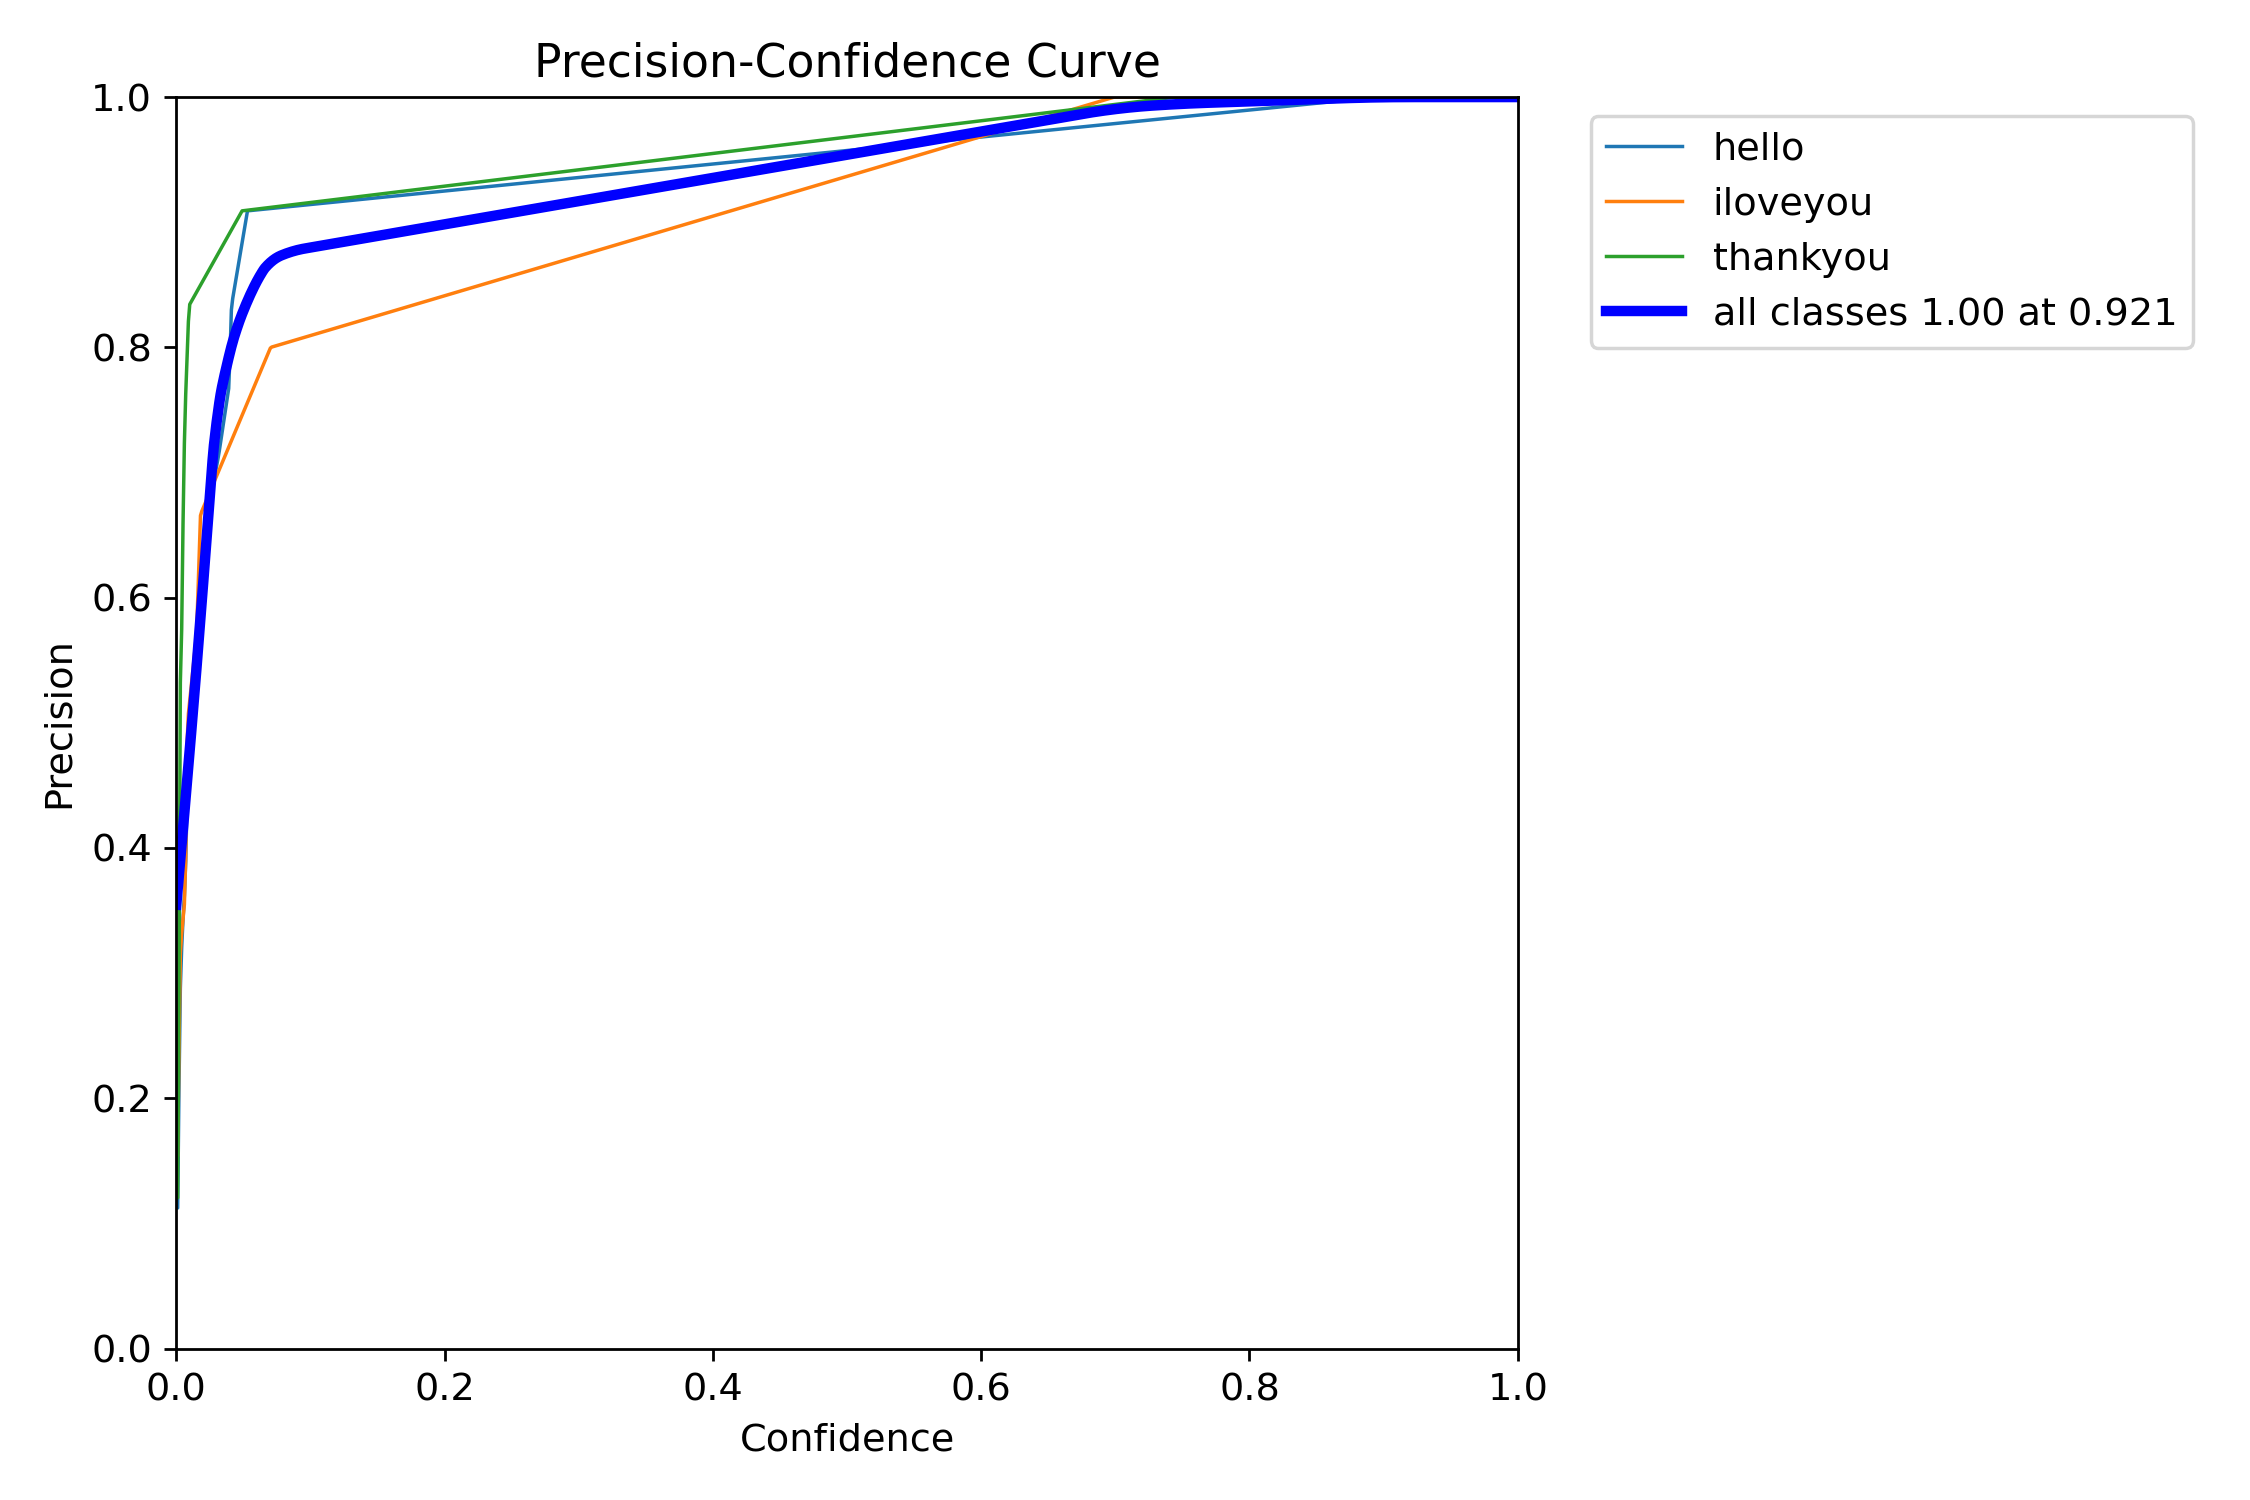 Precision-Confidence Curve
1.0
0.8
0.6
0.4
0.2
0.0
Precision
0.0 0.2 0.4 0.6 0.8 1.0
Confidence
hello
iloveyou
thankyou
all classes 1.00 at 0.921